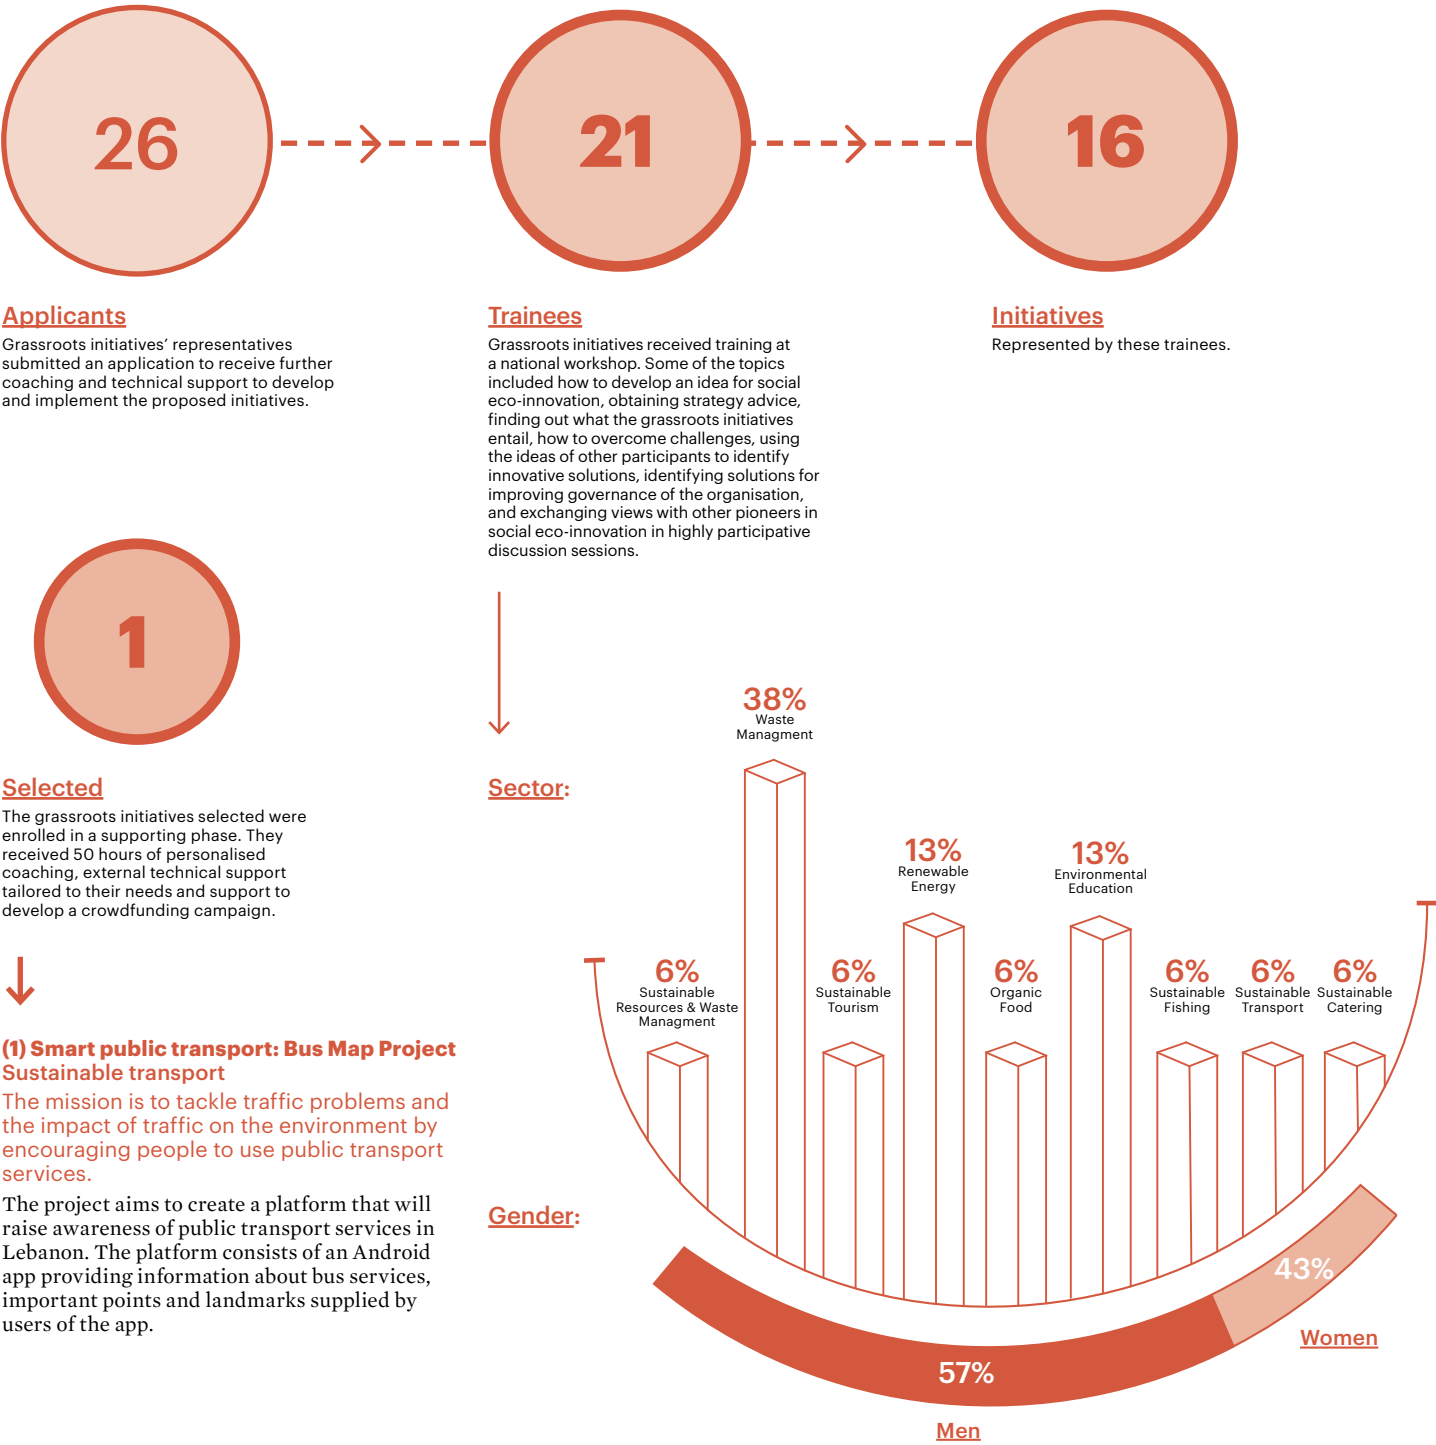 26
21
16
Applicants
Grassroots initiatives’ representatives
submitted an application to receive further
coaching and technical support to develop
and implement the proposed initiatives.
Trainees
Grassroots initiatives received training at
a national workshop. Some of the topics
included how to develop an idea for social
eco-innovation, obtaining strategy advice,
finding out what the grassroots initiatives
entail, how to overcome challenges, using
the ideas of other participants to identify
innovative solutions, identifying solutions for
improving governance of the organisation,
and exchanging views with other pioneers in
social eco-innovation in highly participative
discussion sessions.
Initiatives
Represented by these trainees.
1
Selected
The grassroots initiatives selected were
enrolled in a supporting phase. They
received 50 hours of personalised
coaching, external technical support
tailored to their needs and support to
develop a crowdfunding campaign.
(1) Smart public transport: Bus Map Project
Sustainable transport
The mission is to tackle traffic problems and
the impact of traffic on the environment by
encouraging people to use public transport
services.
The project aims to create a platform that will
raise awareness of public transport services in
Lebanon. The platform consists of an Android
app providing information about bus services,
important points and landmarks supplied by
users of the app.
Sector:
6%
Sustainable
Resources & Waste
Managment
38%
Waste
Managment
6%
Sustainable
Tourism
13%
Renewable
Energy
6%
Organic
Food
13%
Environmental
Education
6%
Sustainable
Fishing
6%
Sustainable
Transport
6%
Sustainable
Catering
Gender:
57%
Men
43%
Women